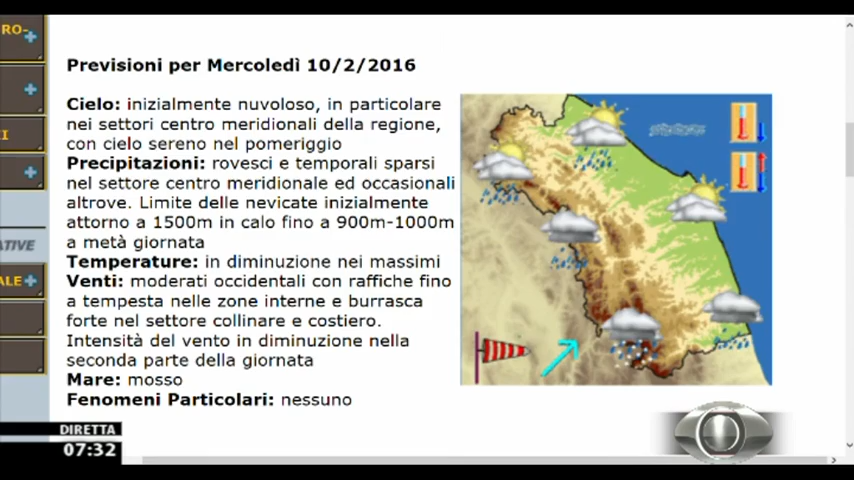 RO-
Previsioni per Mercoledì 10/2/2016
Cielo: inizialmente nuvoloso, in particolare
nei settori centro meridionali della regione,
con cielo sereno nel pomeriggio
Precipitazioni: rovesci e temporali sparsi
nel settore centro meridionale ed occasionali
altrove. Limite delle nevicate inizialmente
attorno a 1500m in calo fino a 900m-1000m
a metà giornata
Temperature: in diminuzione nei massimi
Venti: moderati occidentali con raffiche fino
a tempesta nelle zone interne e burrasca
forte nel settore collinare e costiero.
Intensità del vento in diminuzione nella
seconda parte della giornata
Mare: mosso
Fenomeni Particolari: nessuno
I
ATIVE
ALE
DIRETTA
07:32